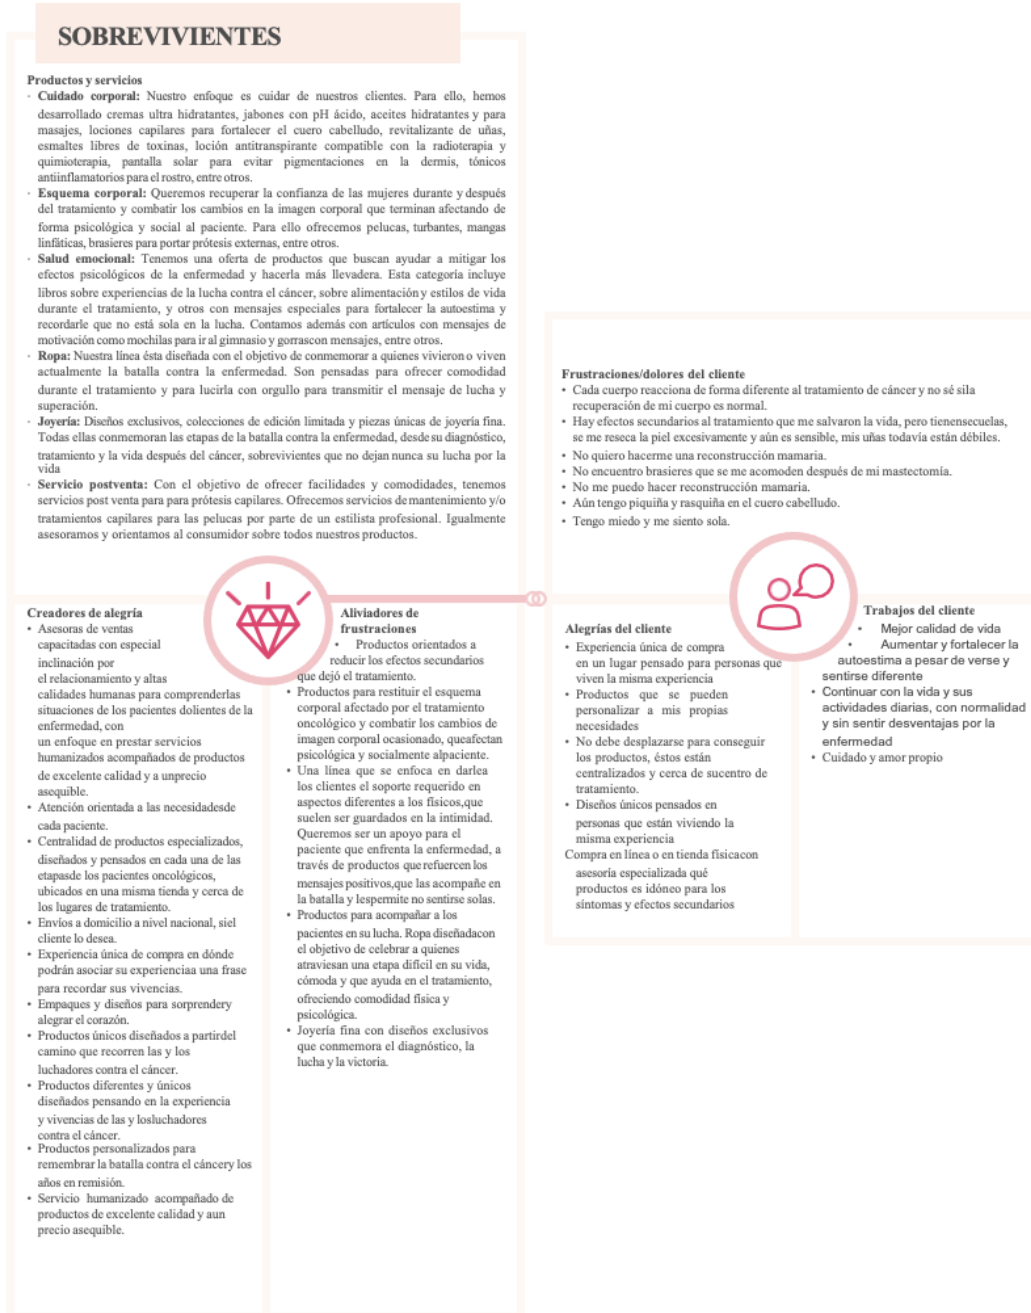 SOBREVIVIENTES
Productos y servicios
· Cuidado corporal: Nuestro enfoque es cuidar de nuestros clientes. Para ello, hemos
desarrollado cremas ultra hidratantes, jabones con pH ácido, aceites hidratantes y para
masajes, lociones capilares para fortalecer el cuero cabelludo, revitalizante de uñas,
esmaltes libres de toxinas, loción antitranspirante compatible con la radioterapia y
quimioterapia, pantalla solar para evitar pigmentaciones en la dermis, tónicos
antiinflamatorios para el rostro, entre otros.
· Esquema corporal: Queremos recuperar la confianza de las mujeres durante y después
del tratamiento y combatir los cambios en la imagen corporal que terminan afectando de
forma psicológica y social al paciente. Para ello ofrecemos pelucas, turbantes, mangas
linfáticas, brasieres para portar prótesis externas, entre otros.
· Salud emocional: Tenemos una oferta de productos que buscan ayudar a mitigar los
efectos psicológicos de la enfermedad y hacerla más llevadera. Esta categoría incluye
libros sobre experiencias de la lucha contra el cáncer, sobre alimentación y estilos de vida
durante el tratamiento, y otros con mensajes especiales para fortalecer la autoestima y
recordarle que no está sola en la lucha. Contamos además con artículos con mensajes de
motivación como mochilas para ir al gimnasio y gorrascon mensajes, entre otros.
· Ropa: Nuestra línea ésta diseñada con el objetivo de conmemorar a quienes vivieron o viven
actualmente la batalla contra la enfermedad. Son pensadas para ofrecer comodidad
durante el tratamiento y para lucirla con orgullo para transmitir el mensaje de lucha y
superación.
· Joyería: Diseños exclusivos, colecciones de edición limitada y piezas únicas de joyería fina.
Todas ellas conmemoran las etapas de la batalla contra la enfermedad, desde su diagnóstico,
tratamiento y la vida después del cáncer, sobrevivientes que no dejan nunca su lucha por la
vida
· Servicio postventa: Con el objetivo de ofrecer facilidades y comodidades, tenemos
servicios post venta para para prótesis capilares. Ofrecemos servicios de mantenimiento y/o
tratamientos capilares para las pelucas por parte de un estilista profesional. Igualmente
asesoramos y orientamos al consumidor sobre todos nuestros productos.
Creadores de alegría
• Asesoras de ventas
capacitadas con especial
inclinación por
el relacionamiento y altas
calidades humanas para comprenderlas
situaciones de los pacientes dolientes de la
enfermedad, con
un enfoque en prestar servicios
humanizados acompañados de productos
de excelente calidad y a unprecio
asequible.
• Atención orientada a las necesidadesde
cada paciente.
• Centralidad de productos especializados,
diseñados y pensados en cada una de las
etapasde los pacientes oncológicos,
ubicados en una misma tienda y cerca de
los lugares de tratamiento.
• Envíos a domicilio a nivel nacional, siel
cliente lo desea.
• Experiencia única de compra en dónde
podrán asociar su experienciaa una frase
para recordar sus vivencias.
• Empaques y diseños para sorprendery
alegrar el corazón.
• Productos únicos diseñados a partirdel
camino que recorren las y los
luchadores contra el cáncer.
• Productos diferentes y únicos
diseñados pensando en la experiencia
y vivencias de las y losluchadores
contra el cáncer.
• Productos personalizados para
remembrar la batalla contra el cáncery los
años en remisión.
• Servicio humanizado acompañado de
productos de excelente calidad y aun
precio asequible.
Aliviadores de
frustraciones
• Productos orientados a
reducir los efectos secundarios
que dejó el tratamiento.
• Productos para restituir el esquema
corporal afectado por el tratamiento
oncológico y combatir los cambios de
imagen corporal ocasionado, queafectan
psicológica y socialmente alpaciente.
• Una línea que se enfoca en darlea
los clientes el soporte requerido en
aspectos diferentes a los físicos,que
suelen ser guardados en la intimidad.
Queremos ser un apoyo para el
paciente que enfrenta la enfermedad, a
través de productos que refuercen los
mensajes positivos,que las acompañe en
la batalla y lespermite no sentirse solas.
• Productos para acompañar a los
pacientes en su lucha. Ropa diseñadacon
el objetivo de celebrar a quienes
atraviesan una etapa difícil en su vida,
cómoda y que ayuda en el tratamiento,
ofreciendo comodidad física y
psicológica.
• Joyería fina con diseños exclusivos
que conmemora el diagnóstico, la
lucha y la victoria.
Frustraciones/dolores del cliente
• Cada cuerpo reacciona de forma diferente al tratamiento de cáncer y no sé sila
recuperación de mi cuerpo es normal.
• Hay efectos secundarios al tratamiento que me salvaron la vida, pero tienensecuelas,
se me reseca la piel excesivamente y aún es sensible, mis uñas todavía están débiles.
• No quiero hacerme una reconstrucción mamaria.
• No encuentro brasieres que se me acomoden después de mi mastectomía.
• No me puedo hacer reconstrucción mamaria.
• Aún tengo piquiña y rasquiña en el cuero cabelludo.
• Tengo miedo y me siento sola.
Alegrías del cliente
• Experiencia única de compra
en un lugar pensado para personas que
viven la misma experiencia
• Productos que se pueden
personalizar a mis propias
necesidades
• No debe desplazarse para conseguir
los productos, éstos están
centralizados y cerca de sucentro de
tratamiento.
• Diseños únicos pensados en
personas que están viviendo la
misma experiencia
Compra en línea o en tienda físicacon
asesoría especializada qué
productos es idóneo para los
síntomas y efectos secundarios
Trabajos del cliente
• Mejor calidad de vida
• Aumentar y fortalecer la
autoestima a pesar de verse y
sentirse diferente
• Continuar con la vida y sus
actividades diarias, con normalidad
y sin sentir desventajas por la
enfermedad
• Cuidado y amor propio